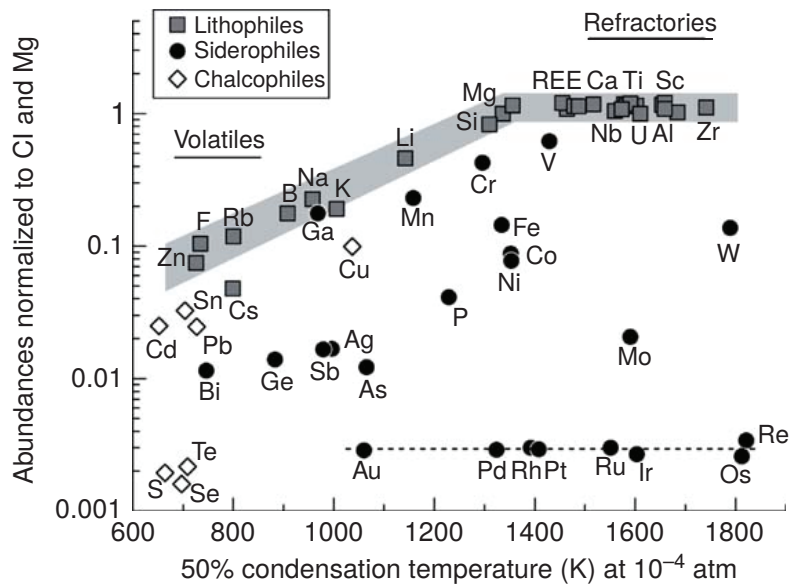 Lithophiles
Siderophiles
Chalcophiles
Refractories
Volatiles
Abundances normalized to CI and Mg
1
0.1
0.01
0.001
Mg
REE Ca Ti Sc
Si
Nb U Al Zr
Li
V
Cr
Na
B K
F Rb
Ga
Mn
Zn
Cu
Fe
Co
Ni
W
Sn
Cs
Cd Pb
P
Ag
Bi Ge Sb As
Mo
Te
S Se
Au Pd Rh Pt Ru Ir Os Re
600 800 1000 1200 1400 1600 1800
50% condensation temperature (K) at 10⁻⁴ atm